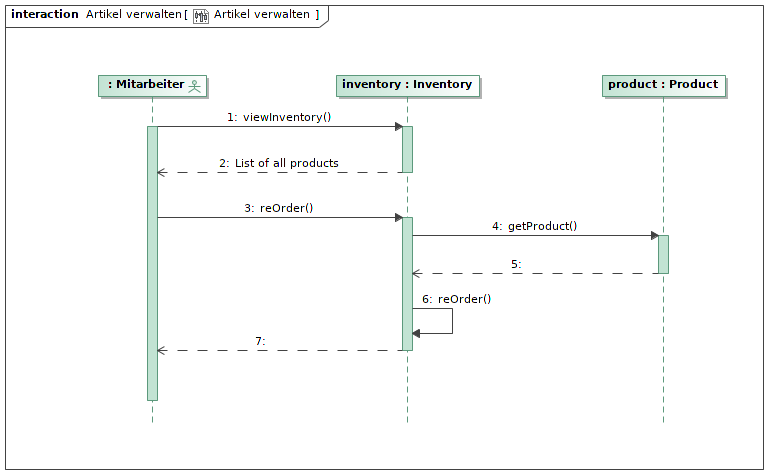 interaction Artikel verwalten[ Artikel verwalten ]
: Mitarbeiter
inventory : Inventory
product : Product
1: viewInventory()
2: List of all products
3: reOrder()
4: getProduct()
5:
6: reOrder()
7: